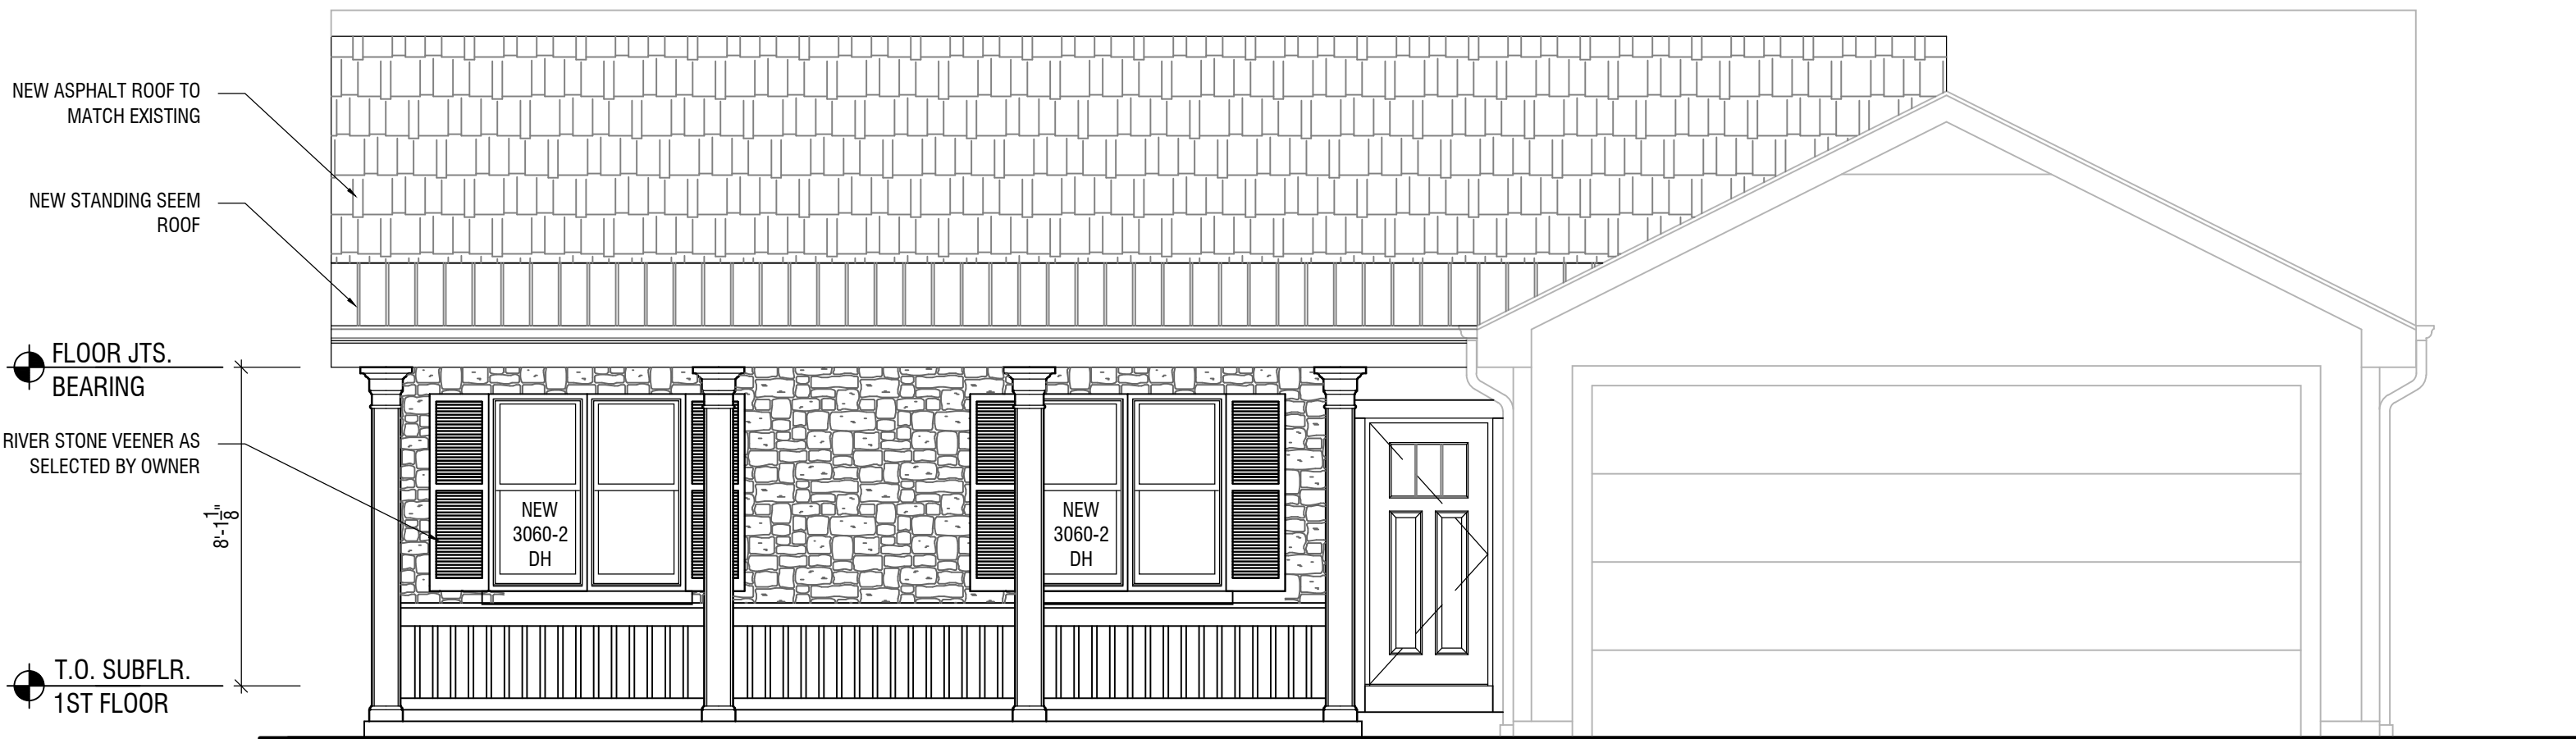 NEW ASPHALT ROOF TO
MATCH EXISTING
NEW STANDING SEEM
ROOF
FLOOR JTS.
BEARING
RIVER STONE VEENER AS
SELECTED BY OWNER
8'-1 1/8"
NEW
3060-2
DH
NEW
3060-2
DH
T.O. SUBFLR.
1ST FLOOR